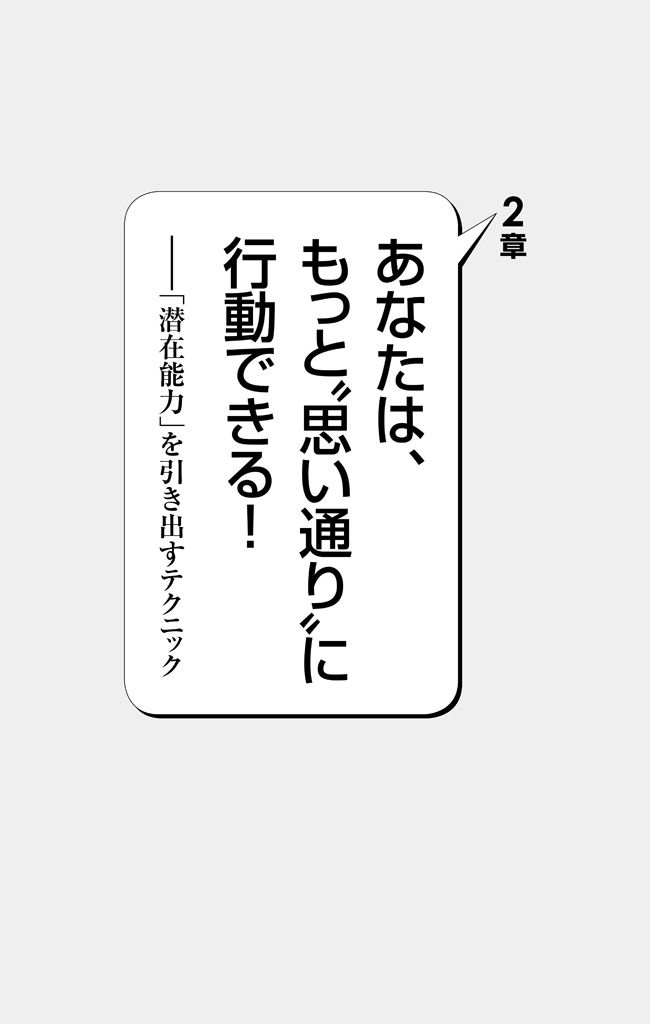 2章
あなたは、
もっと〝思い通り〟に
行動できる！
──「潜在能力」を引き出すテクニック